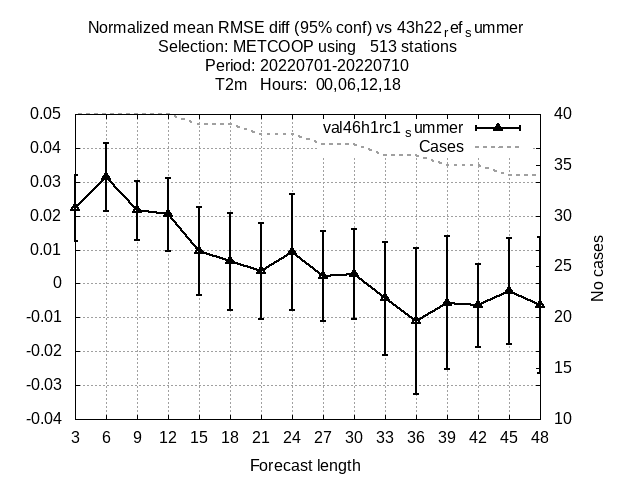 Normalized mean RMSE diff (95% conf) vs 43h22refsummer
Selection: METCOOP using 513 stations
Period: 20220701-20220710
T2m Hours: 00,06,12,18
val46h1rc1summer
Cases
0.05
0.04
0.03
0.02
0.01
0
-0.01
-0.02
-0.03
-0.04
40
35
30
25
20
15
10
No cases
3 6 9 12 15 18 21 24 27 30 33 36 39 42 45 48
Forecast length